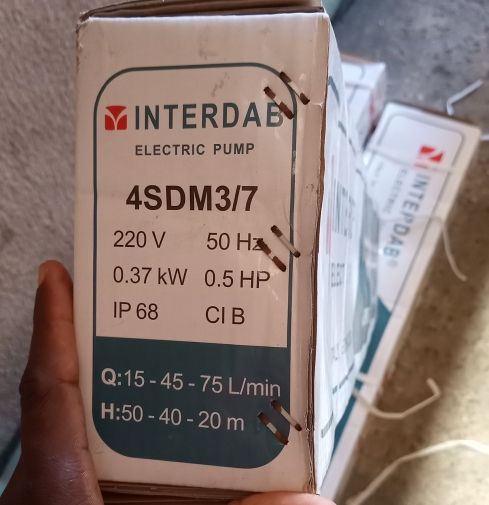 INTERDAB
ELECTRIC PUMP
4SDM3/7
220 V 50 Hz
0.37 kW 0.5 HP
IP 68 Cl B
Q:15 - 45 - 75 L/min
H:50 - 40 - 20 m
INTERDAB®